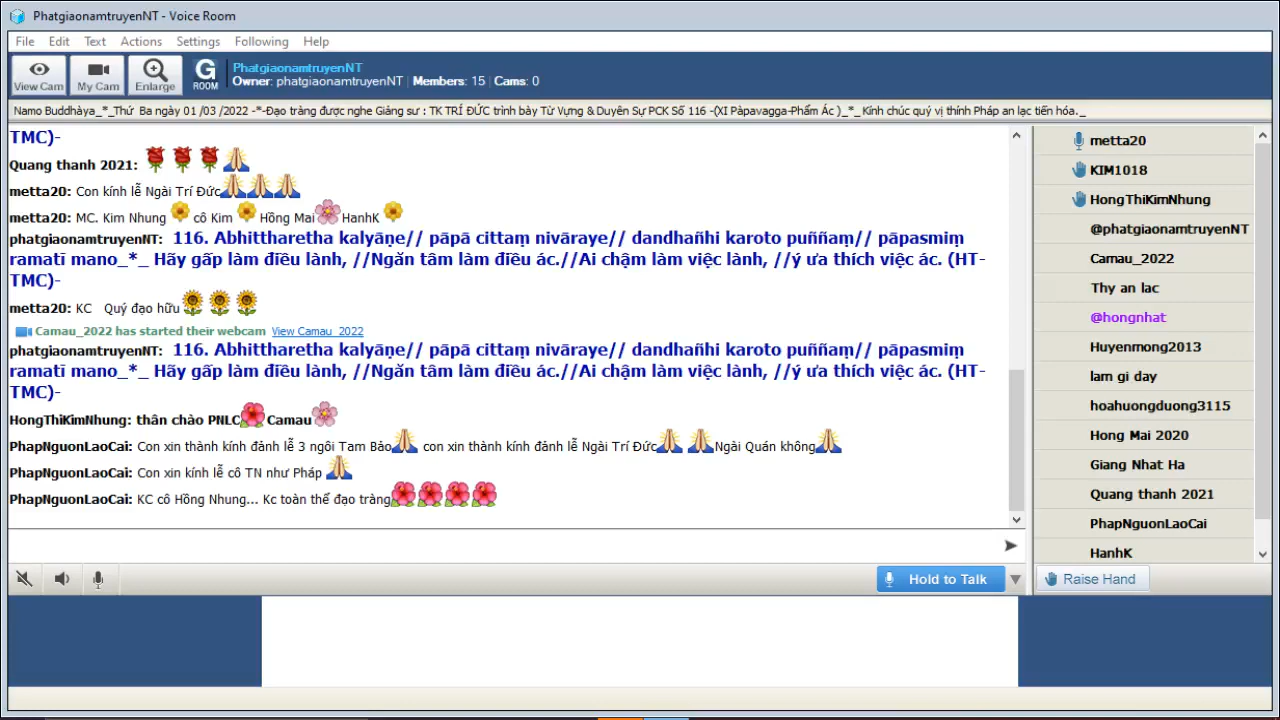 PhatgiaonamtruyenNT - Voice Room
File Edit Text Actions Settings Following Help
View Cam My Cam Enlarge G ROOM
PhatgiaonamtruyenNT
Owner: phatgiaonamtruyenNT | Members: 15 | Cams: 0
Namo Buddhàya_*_Thứ Ba ngày 01 /03 /2022 -*-Đạo tràng được nghe Giảng sư : TK TRÍ ĐỨC trình bày Từ Vựng & Duyên Sự PCK Số 116 -(XI Pàpavagga-Phẩm Ác )_*_Kính chúc quý vị thính Pháp an lạc tiến hóa._
TMC)-
Quang thanh 2021:
metta20: Con kính lễ Ngài Trí Đức
metta20: MC. Kim Nhung cô Kim Hồng Mai HanhK
phatgiaonamtruyenNT: 116. Abhittharetha kalyāṇe// pāpā cittaṃ nivāraye// dandhañhi karoto puññaṃ// pāpasmiṃ
ramatī mano_*_ Hãy gấp làm điều lành, //Ngăn tâm làm điều ác.//Ai chậm làm việc lành, //ý ưa thích việc ác. (HT-
TMC)-
metta20: KC Quý đạo hữu
Camau_2022 has started their webcam View Camau_2022
phatgiaonamtruyenNT: 116. Abhittharetha kalyāṇe// pāpā cittaṃ nivāraye// dandhañhi karoto puññaṃ// pāpasmiṃ
ramatī mano_*_ Hãy gấp làm điều lành, //Ngăn tâm làm điều ác.//Ai chậm làm việc lành, //ý ưa thích việc ác. (HT-
TMC)-
HongThiKimNhung: thân chào PNLC Camau
PhapNguonLaoCai: Con xin thành kính đảnh lễ 3 ngôi Tam Bảo con xin thành kính đảnh lễ Ngài Trí Đức Ngài Quán không
PhapNguonLaoCai: Con xin kính lễ cô TN như Pháp
PhapNguonLaoCai: KC cô Hồng Nhung... Kc toàn thể đạo tràng
Hold to Talk
metta20
KIM1018
HongThiKimNhung
@phatgiaonamtruyenNT
Camau_2022
Thy an lac
@hongnhat
Huyenmong2013
lam gi day
hoahuongduong3115
Hong Mai 2020
Giang Nhat Ha
Quang thanh 2021
PhapNguonLaoCai
HanhK
Raise Hand